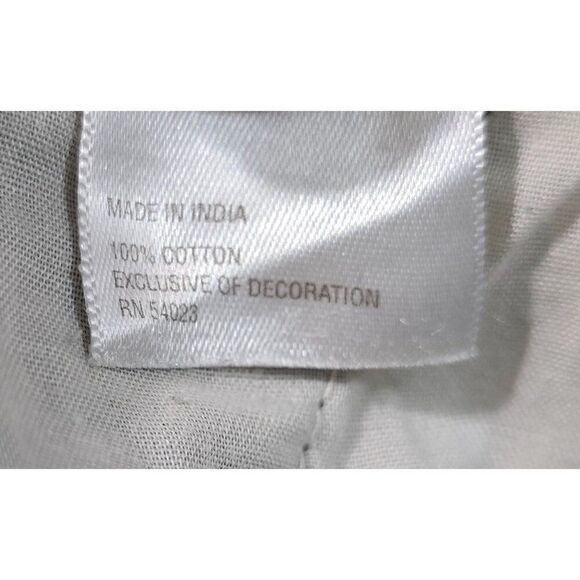 MADE IN INDIA
100% COTTON
EXCLUSIVE OF DECORATION
RN 54023